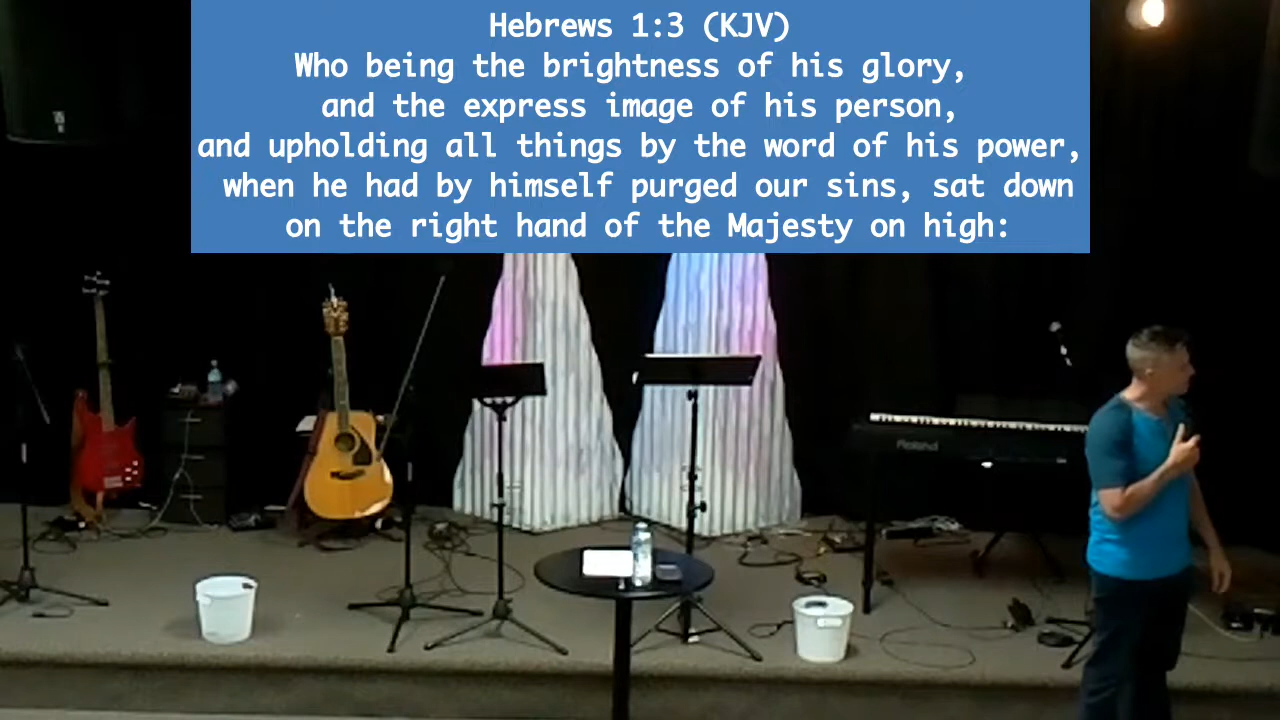 Hebrews 1:3 (KJV)
Who being the brightness of his glory,
and the express image of his person,
and upholding all things by the word of his power,
when he had by himself purged our sins, sat down
on the right hand of the Majesty on high:
Roland